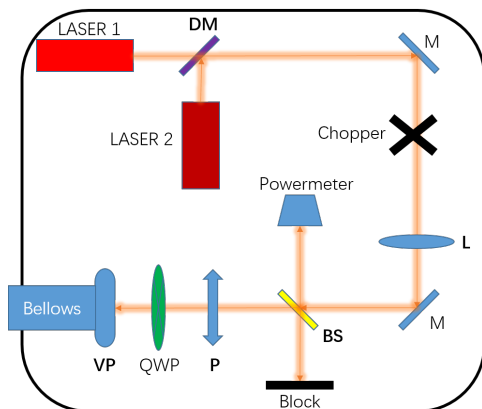 LASER 1
DM
M
LASER 2
Chopper
Powermeter
L
Bellows
M
BS
VP
QWP
P
Block